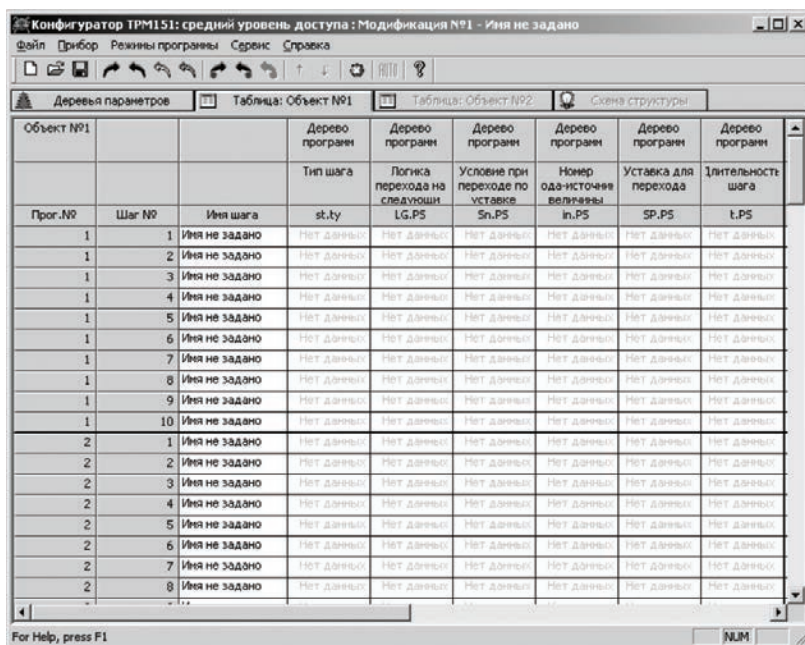 Конфигуратор ТРМ151: средний уровень доступа : Модификация №1 - Имя не задано
Файл Прибор Режимы программы Сервис Справка
AUTO
Деревья параметров Таблица: Объект №1 Таблица: Объект №2 Схема структуры
Объект №1 Дерево программ Дерево программ Дерево программ Дерево программ Дерево программ Дерево программ
Тип шага Логика перехода на следующи Условие при переходе по уставке Номер ода-источни величины Уставка для перехода Длительность шага
Прог.№ Шаг № Имя шага st.ty LG.PS Sn.PS in.PS SP.PS t.PS
1 1 Имя не задано Нет данных Нет данных Нет данных Нет данных Нет данных Нет данных
1 2 Имя не задано Нет данных Нет данных Нет данных Нет данных Нет данных Нет данных
1 3 Имя не задано Нет данных Нет данных Нет данных Нет данных Нет данных Нет данных
1 4 Имя не задано Нет данных Нет данных Нет данных Нет данных Нет данных Нет данных
1 5 Имя не задано Нет данных Нет данных Нет данных Нет данных Нет данных Нет данных
1 6 Имя не задано Нет данных Нет данных Нет данных Нет данных Нет данных Нет данных
1 7 Имя не задано Нет данных Нет данных Нет данных Нет данных Нет данных Нет данных
1 8 Имя не задано Нет данных Нет данных Нет данных Нет данных Нет данных Нет данных
1 9 Имя не задано Нет данных Нет данных Нет данных Нет данных Нет данных Нет данных
1 10 Имя не задано Нет данных Нет данных Нет данных Нет данных Нет данных Нет данных
2 1 Имя не задано Нет данных Нет данных Нет данных Нет данных Нет данных Нет данных
2 2 Имя не задано Нет данных Нет данных Нет данных Нет данных Нет данных Нет данных
2 3 Имя не задано Нет данных Нет данных Нет данных Нет данных Нет данных Нет данных
2 4 Имя не задано Нет данных Нет данных Нет данных Нет данных Нет данных Нет данных
2 5 Имя не задано Нет данных Нет данных Нет данных Нет данных Нет данных Нет данных
2 6 Имя не задано Нет данных Нет данных Нет данных Нет данных Нет данных Нет данных
2 7 Имя не задано Нет данных Нет данных Нет данных Нет данных Нет данных Нет данных
2 8 Имя не задано Нет данных Нет данных Нет данных Нет данных Нет данных Нет данных
For Help, press F1 NUM